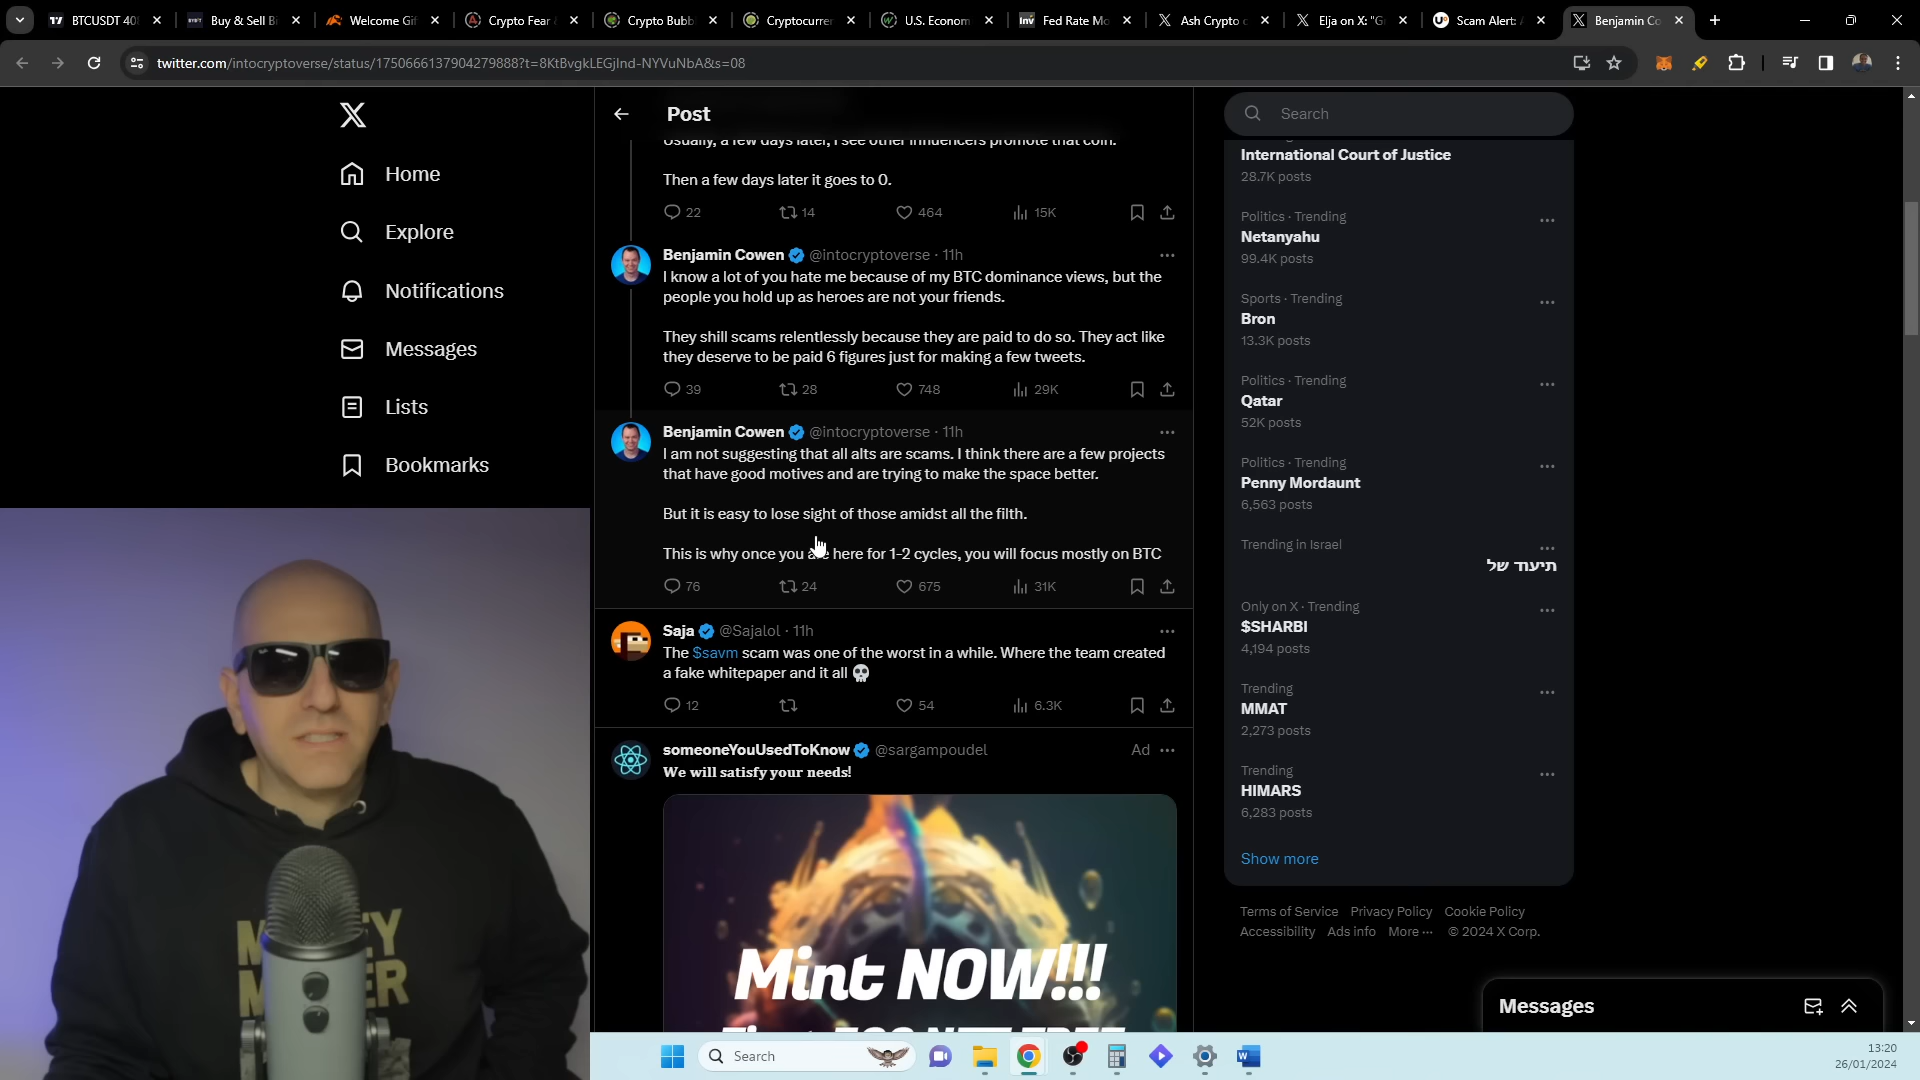 BTCUSDT 40
Buy & Sell Bi
Welcome Gi
Crypto Fear
Crypto Bubb
Cryptocurre
U.S. Econom
Fed Rate Mo
Ash Crypto
Elja on X: "G
Scam Alert:
Benjamin Co
twitter.com/intocryptoverse/status/1750666137904279888?t=8KtBvgkLEGjlnd-NYVuNbA&s=08
Home
Explore
Notifications
Messages
Lists
Bookmarks
Post
Usually, a few days later, I see other influencers promote that coin.
Then a few days later it goes to 0.
22 14 464 15K
Benjamin Cowen @intocryptoverse · 11h
I know a lot of you hate me because of my BTC dominance views, but the
people you hold up as heroes are not your friends.
They shill scams relentlessly because they are paid to do so. They act like
they deserve to be paid 6 figures just for making a few tweets.
39 28 748 29K
Benjamin Cowen @intocryptoverse · 11h
I am not suggesting that all alts are scams. I think there are a few projects
that have good motives and are trying to make the space better.
But it is easy to lose sight of those amidst all the filth.
This is why once you are here for 1-2 cycles, you will focus mostly on BTC
76 24 675 31K
Saja @Sajalol · 11h
The $savm scam was one of the worst in a while. Where the team created
a fake whitepaper and it all 💀
12 54 6.3K
someoneYouUsedToKnow @sargampoudel Ad
We will satisfy your needs!
Mint NOW!!!
Search
International Court of Justice
28.7K posts
Politics · Trending
Netanyahu
99.4K posts
Sports · Trending
Bron
13.3K posts
Politics · Trending
Qatar
52K posts
Politics · Trending
Penny Mordaunt
6,563 posts
Trending in Israel
תיעוד של
Only on X · Trending
$SHARBI
4,194 posts
Trending
MMAT
2,273 posts
Trending
HIMARS
6,283 posts
Show more
Terms of Service Privacy Policy Cookie Policy
Accessibility Ads info More ··· © 2024 X Corp.
Messages
Search
13:20
26/01/2024